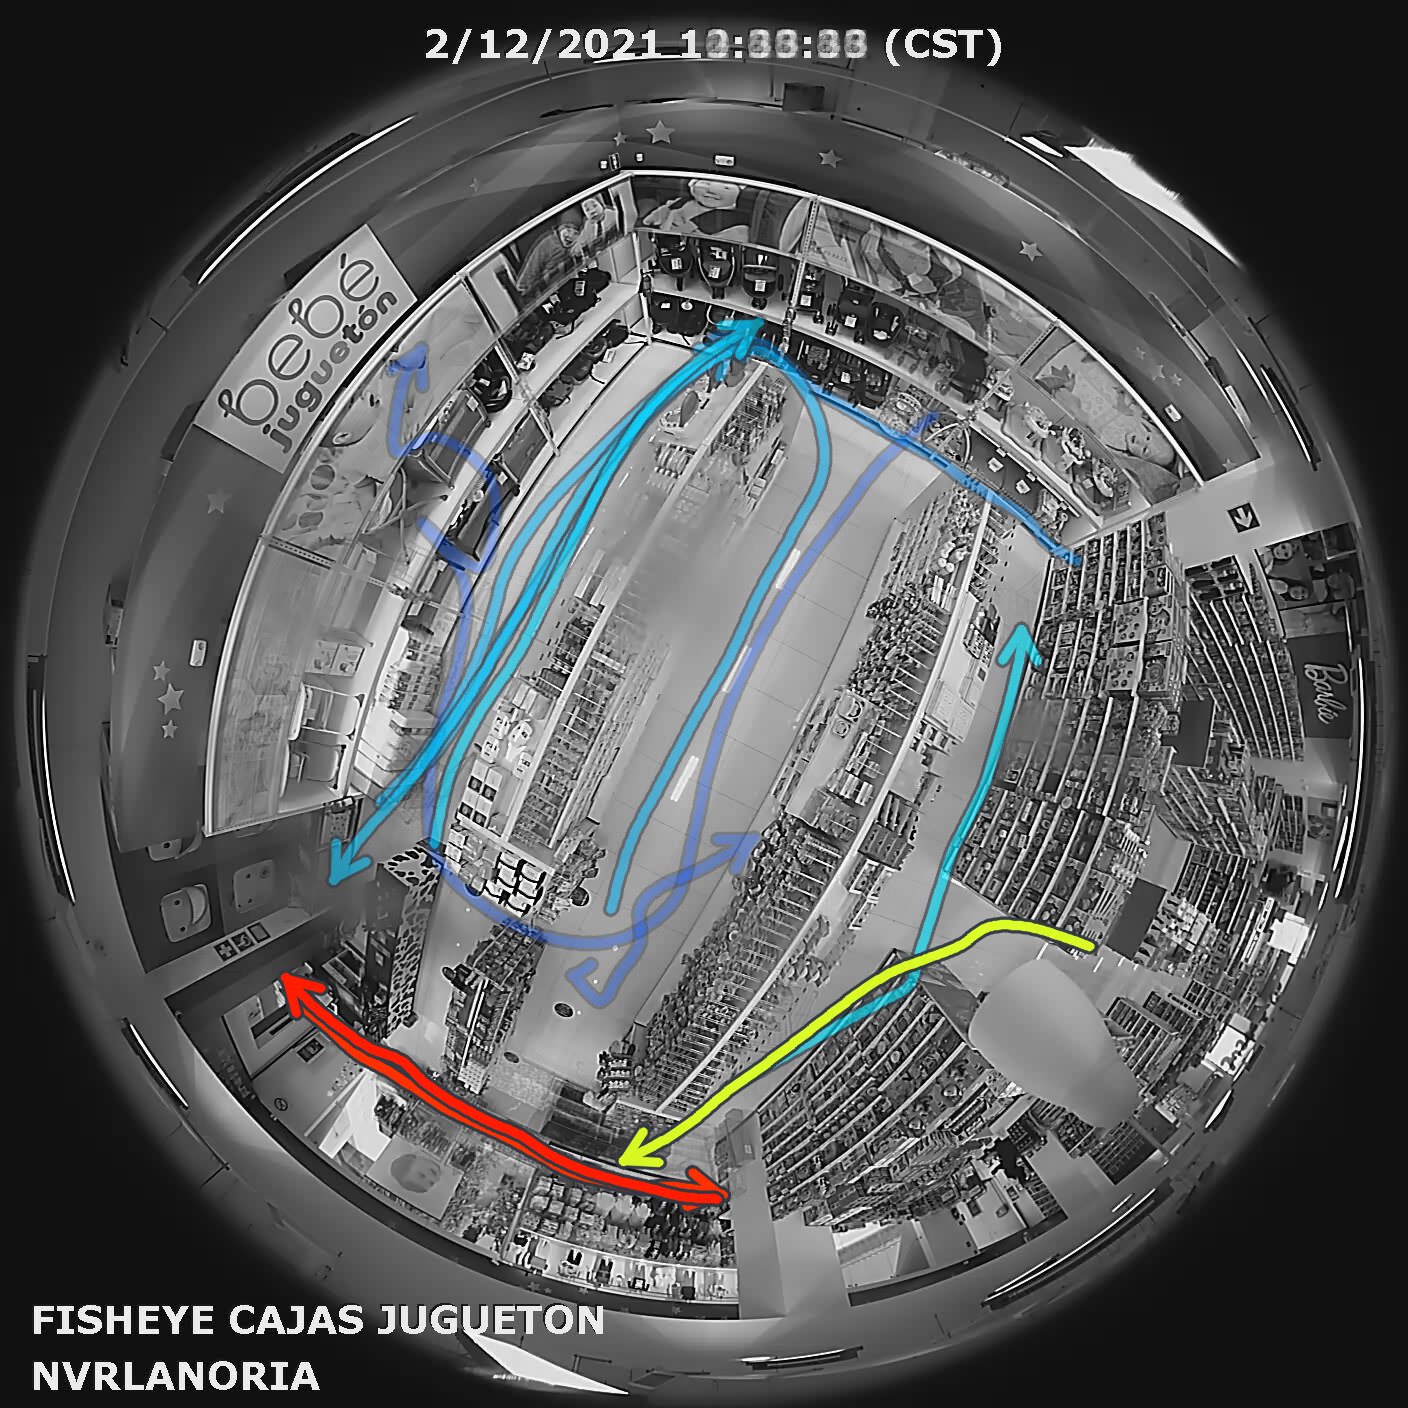 2/12/2021 (CST)
bebé
juguetón
Barbie
FISHEYE CAJAS JUGUETON
NVRLANORIA